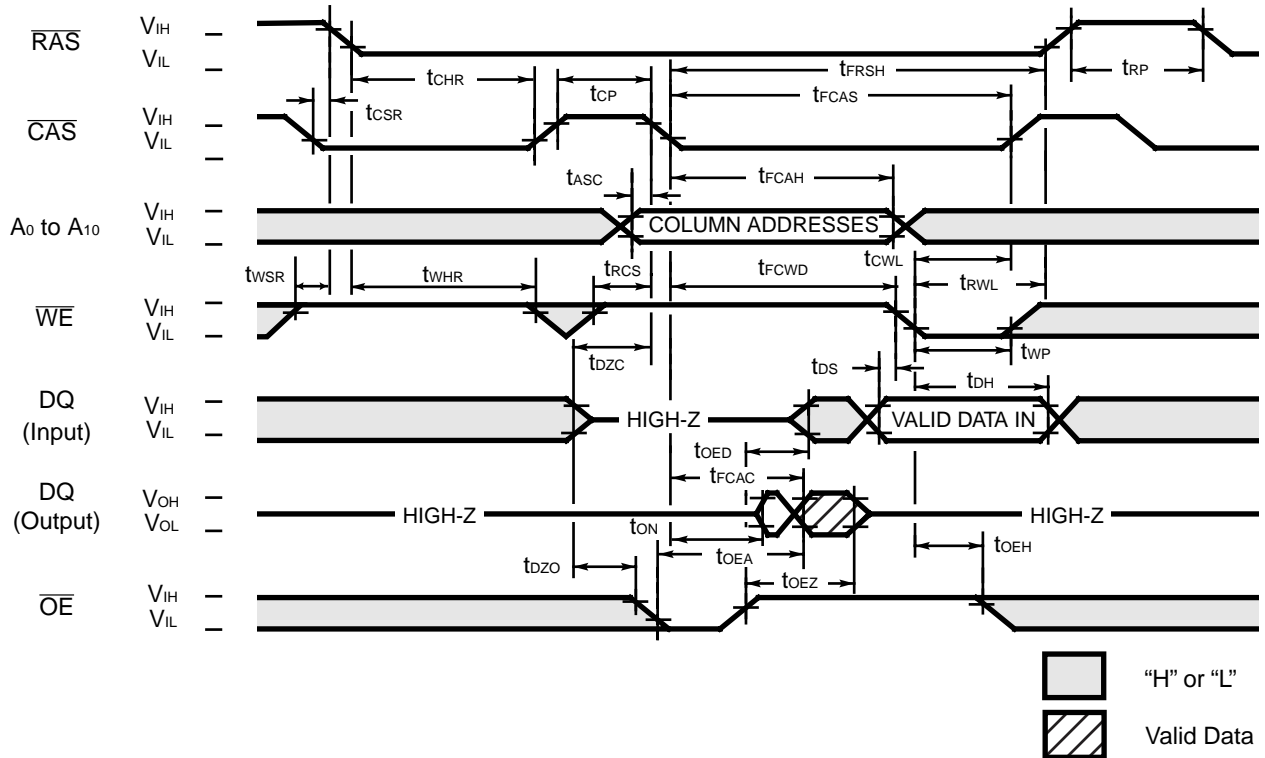 RAS
VIH
VIL
tCHR
tCP
tFRSH
tRP
tCSR
tFCAS
CAS
VIH
VIL
tASC
tFCAH
A0 to A10
VIH
VIL
COLUMN ADDRESSES
tWSR
tWHR
tRCS
tFCWD
tCWL
tRWL
WE
VIH
VIL
tDZC
tDS
tWP
tDH
DQ
(Input)
VIH
VIL
HIGH-Z
VALID DATA IN
tOED
tFCAC
DQ
(Output)
VOH
VOL
HIGH-Z
HIGH-Z
tON
tOEA
tOEH
tDZO
tOEZ
OE
VIH
VIL
“H” or “L”
Valid Data